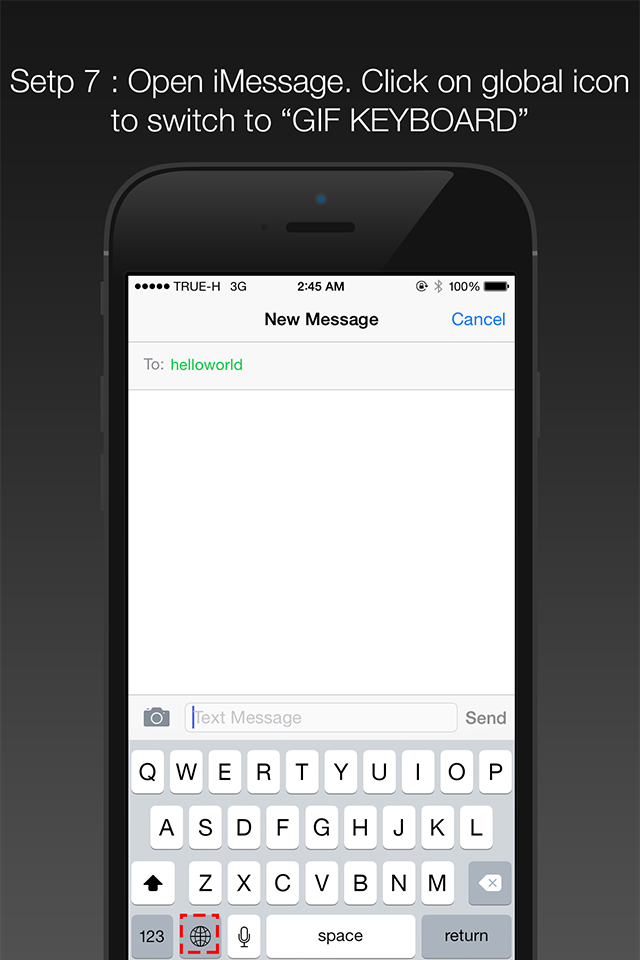 Setp 7 : Open iMessage. Click on global icon
to switch to “GIF KEYBOARD”
TRUE-H 3G 2:45 AM 100%
New Message Cancel
To: helloworld
Text Message Send
Q W E R T Y U I O P
A S D F G H J K L
Z X C V B N M
123 space return